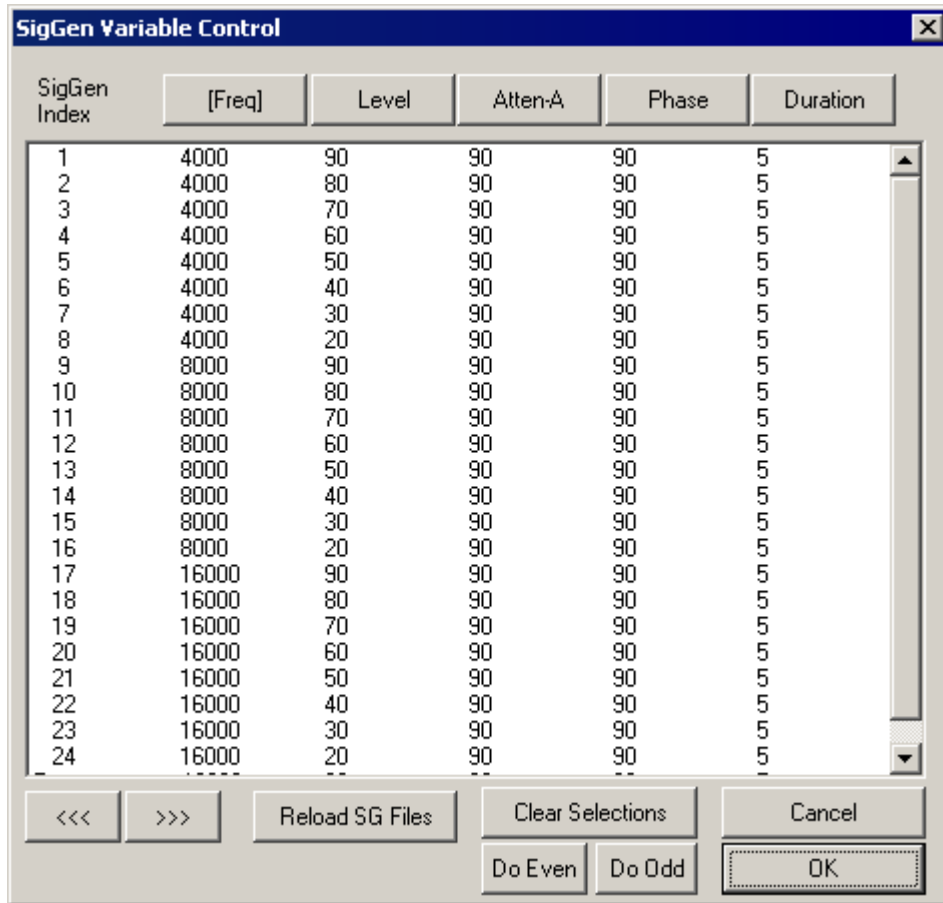 SigGen Variable Control
SigGen Index [Freq] Level Atten-A Phase Duration
1 4000 90 90 90 5
2 4000 80 90 90 5
3 4000 70 90 90 5
4 4000 60 90 90 5
5 4000 50 90 90 5
6 4000 40 90 90 5
7 4000 30 90 90 5
8 4000 20 90 90 5
9 8000 90 90 90 5
10 8000 80 90 90 5
11 8000 70 90 90 5
12 8000 60 90 90 5
13 8000 50 90 90 5
14 8000 40 90 90 5
15 8000 30 90 90 5
16 8000 20 90 90 5
17 16000 90 90 90 5
18 16000 80 90 90 5
19 16000 70 90 90 5
20 16000 60 90 90 5
21 16000 50 90 90 5
22 16000 40 90 90 5
23 16000 30 90 90 5
24 16000 20 90 90 5
<<< >>> Reload SG Files Clear Selections Cancel
Do Even Do Odd OK